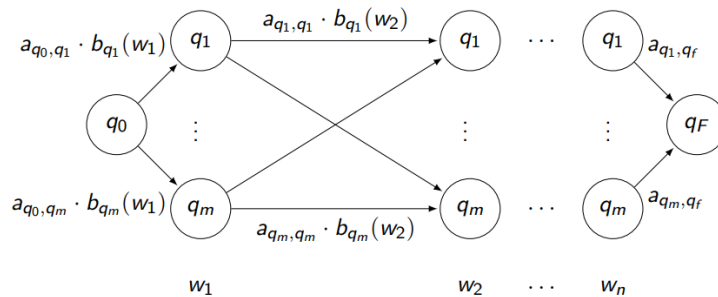 a_{q_0,q_1} · b_{q_1}(w_1) q_1 a_{q_1,q_1} · b_{q_1}(w_2) q_1 ⋯ q_1 a_{q_1,q_f}
q_0 ⋮ ⋮ ⋮ q_F
a_{q_0,q_m} · b_{q_m}(w_1) q_m a_{q_m,q_m} · b_{q_m}(w_2) q_m ⋯ q_m a_{q_m,q_f}
w_1 w_2 ⋯ w_n